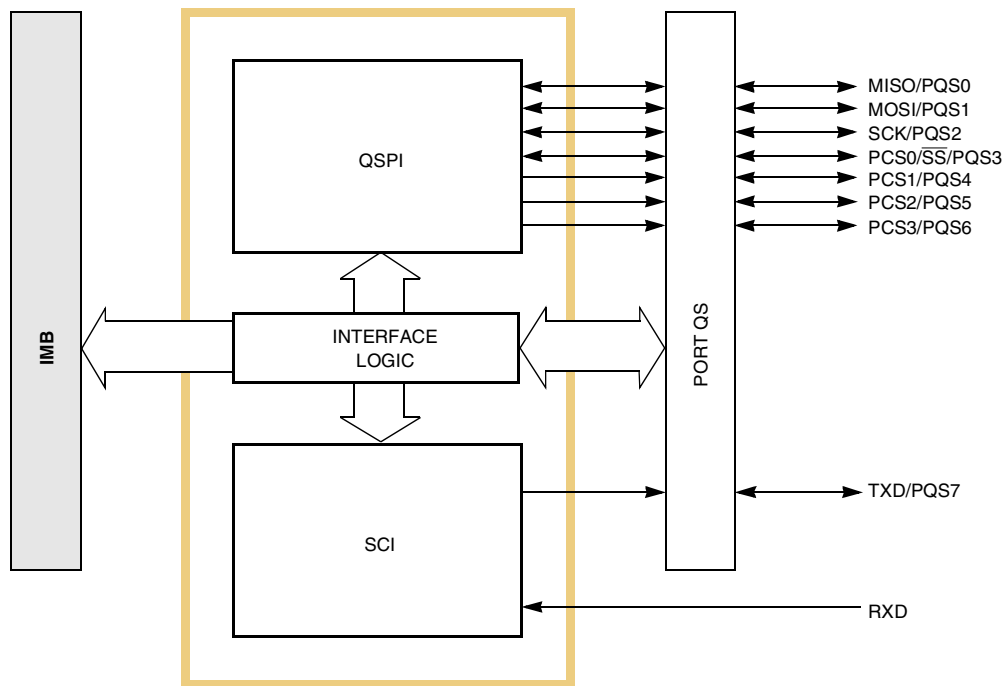 IMB
QSPI
INTERFACE
LOGIC
SCI
PORT QS
MISO/PQS0
MOSI/PQS1
SCK/PQS2
PCS0/S̅S̅/PQS3
PCS1/PQS4
PCS2/PQS5
PCS3/PQS6
TXD/PQS7
RXD